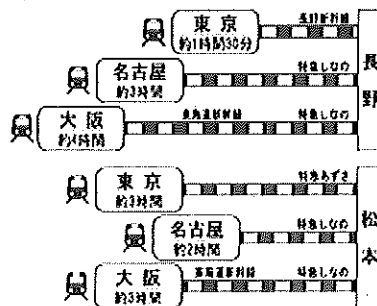 東京 長野新幹線
約1時間30分
名古屋 特急しなの
約3時間
大阪 東海道新幹線 特急しなの
約4時間
長野
東京 特急あずさ
約3時間
名古屋 特急しなの
約2時間
大阪 東海道新幹線 特急しなの
約3時間
松本